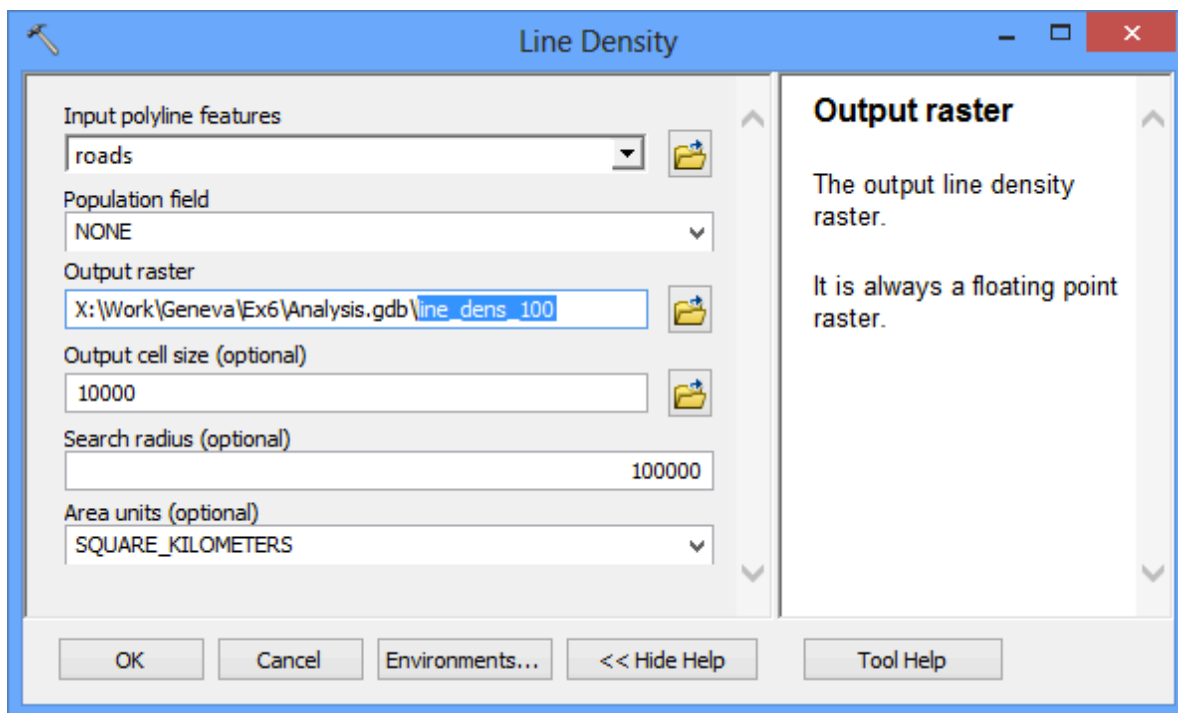 Line Density
Input polyline features
roads
Population field
NONE
Output raster
X:\Work\Geneva\Ex6\Analysis.gdb\line_dens_100
Output cell size (optional)
10000
Search radius (optional)
100000
Area units (optional)
SQUARE_KILOMETERS
Output raster
The output line density
raster.
It is always a floating point
raster.
OK
Cancel
Environments...
<< Hide Help
Tool Help